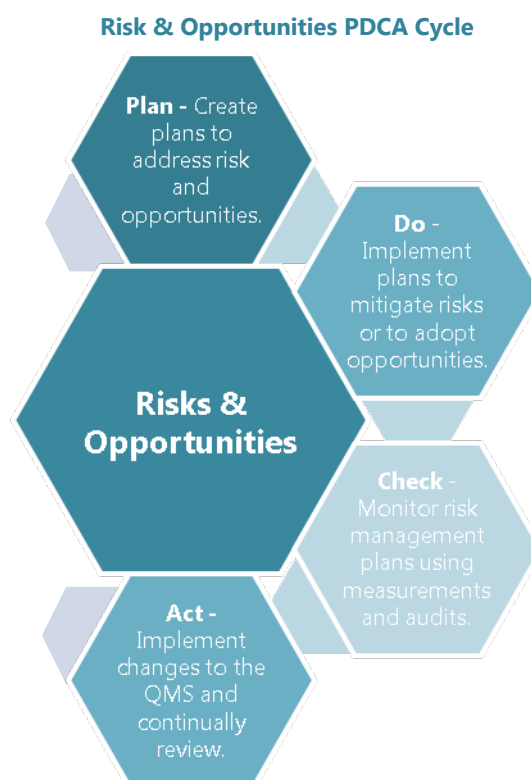 Risk & Opportunities PDCA Cycle
Plan - Create
plans to
address risk
and
opportunities.
Do -
Implement
plans to
mitigate risks
or to adopt
opportunities.
Risks &
Opportunities
Check -
Monitor risk
management
plans using
measurements
and audits.
Act -
Implement
changes to the
QMS and
continually
review.